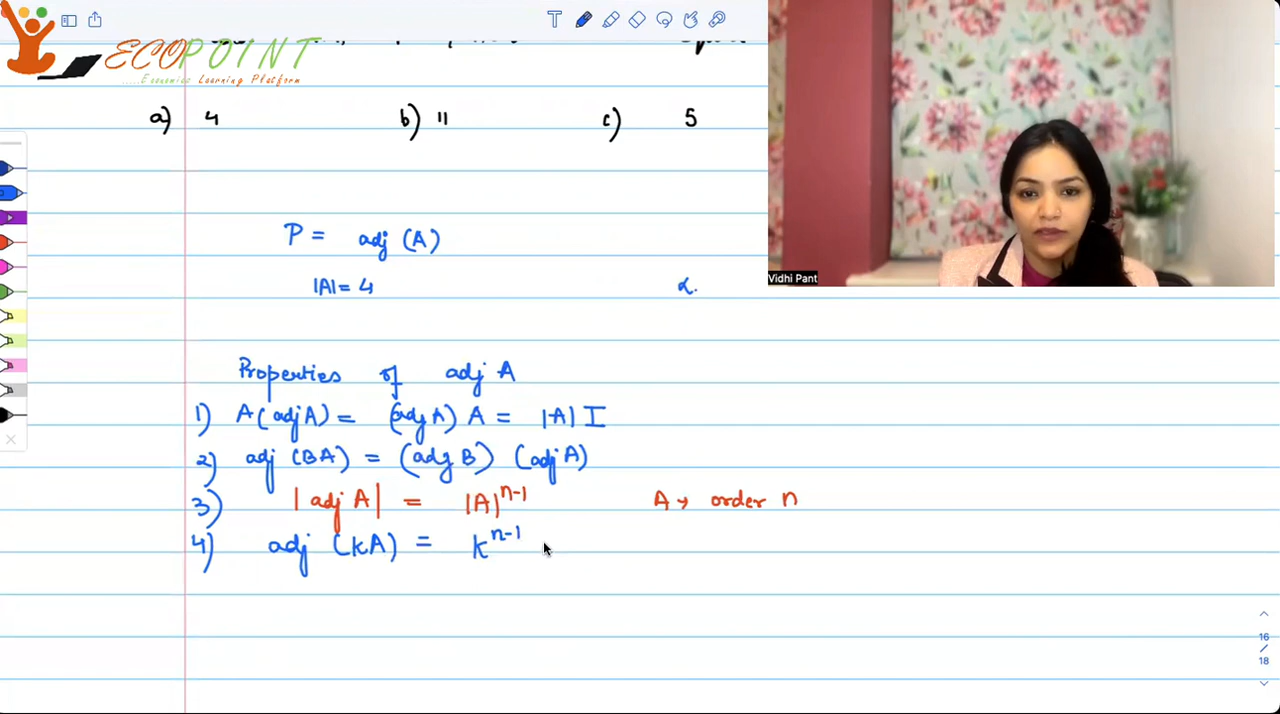 ECOPOINT
.....Economics Learning Platform
a) 4 b) 11 c) 5
P = adj (A)
|A| = 4 α.
Properties of adj A
1) A(adj A) = (adj A) A = |A| I
2) adj (BA) = (adj B) (adj A)
3) |adj A| = |A|^{n-1} A → order n
4) adj (kA) = k^{n-1}
Vidhi Pant
16
/
18